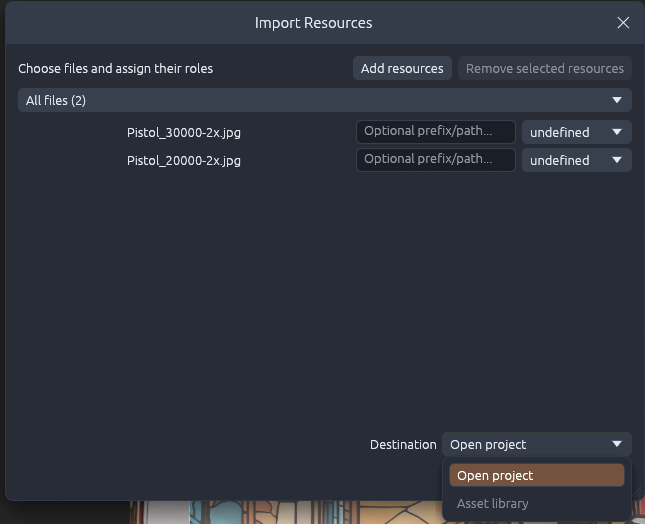 Import Resources
Choose files and assign their roles Add resources Remove selected resources
All files (2)
Pistol_30000-2x.jpg Optional prefix/path... undefined
Pistol_20000-2x.jpg Optional prefix/path... undefined
Destination Open project
Open project
Asset library